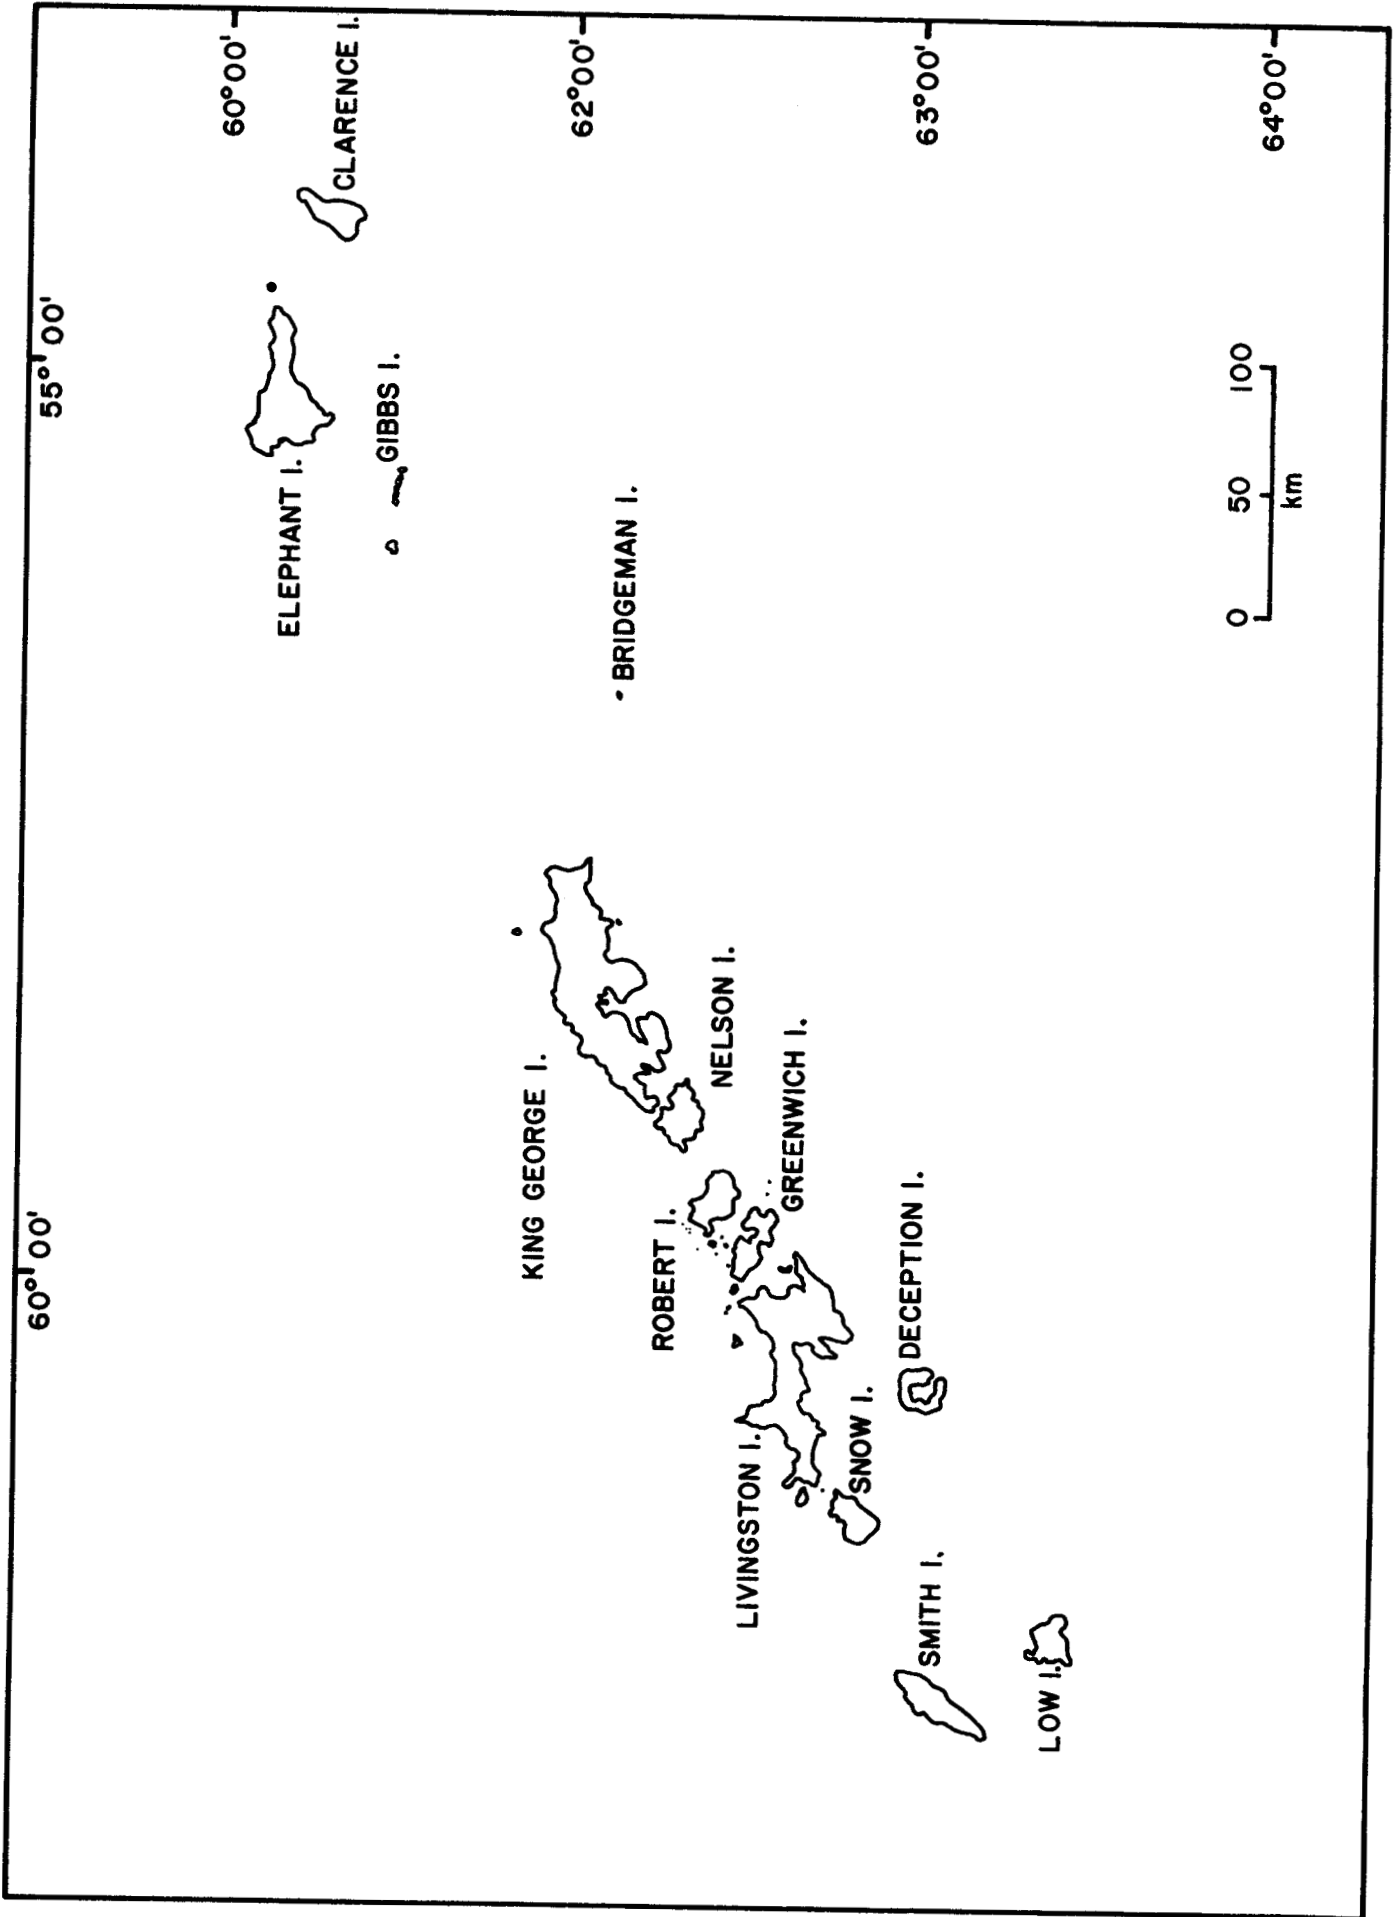 60°00'
55°00'
60°00'
CLARENCE I.
ELEPHANT I.
GIBBS I.
62°00'
BRIDGEMAN I.
KING GEORGE I.
NELSON I.
ROBERT I.
GREENWICH I.
LIVINGSTON I.
SNOW I.
DECEPTION I.
63°00'
SMITH I.
LOW I.
64°00'
0 50 100
km